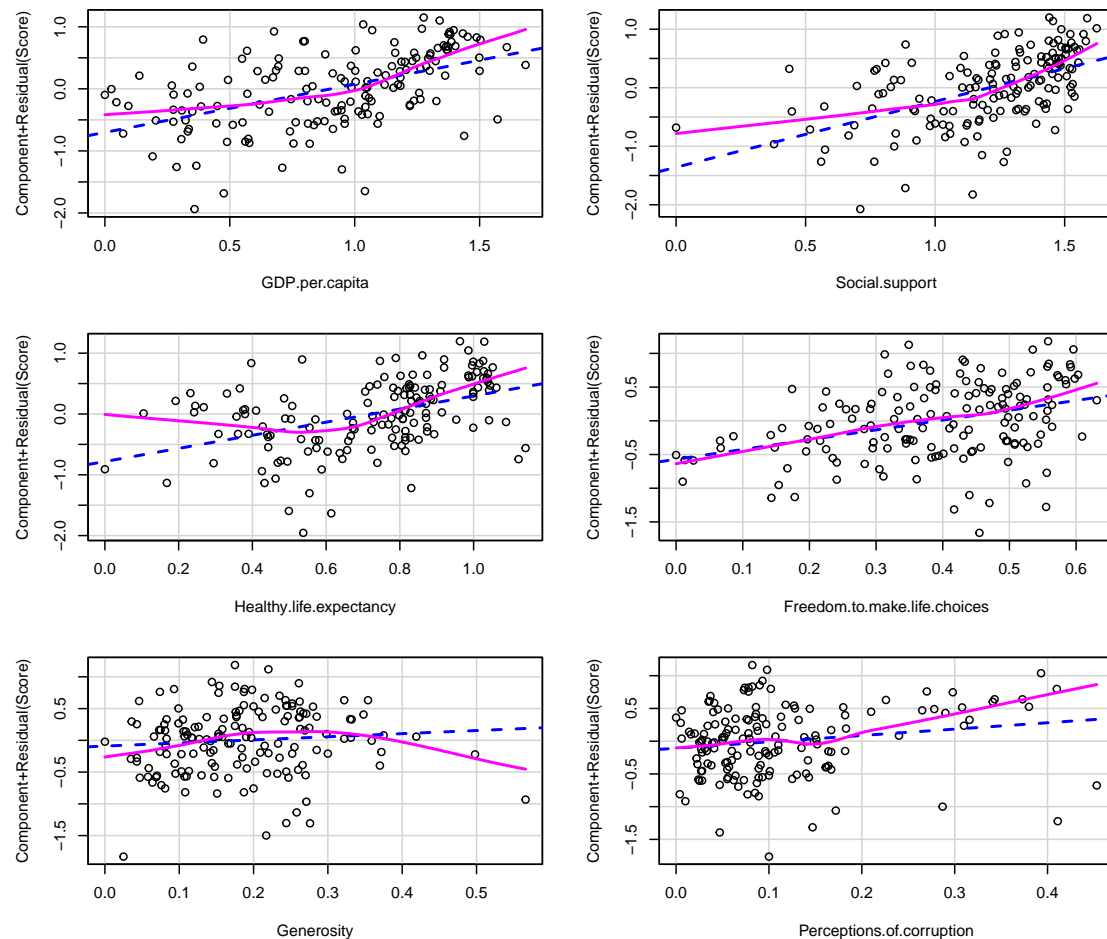 Component+Residual(Score)
1.0
0.0
−1.0
−2.0
0.0 0.5 1.0 1.5
GDP.per.capita
Component+Residual(Score)
1.0
0.0
−1.0
−2.0
0.0 0.5 1.0 1.5
Social.support
Component+Residual(Score)
1.0
0.0
−1.0
−2.0
0.0 0.2 0.4 0.6 0.8 1.0
Healthy.life.expectancy
Component+Residual(Score)
0.5
−0.5
−1.5
0.0 0.1 0.2 0.3 0.4 0.5 0.6
Freedom.to.make.life.choices
Component+Residual(Score)
0.5
−0.5
−1.5
0.0 0.1 0.2 0.3 0.4 0.5
Generosity
Component+Residual(Score)
0.5
−0.5
−1.5
0.0 0.1 0.2 0.3 0.4
Perceptions.of.corruption